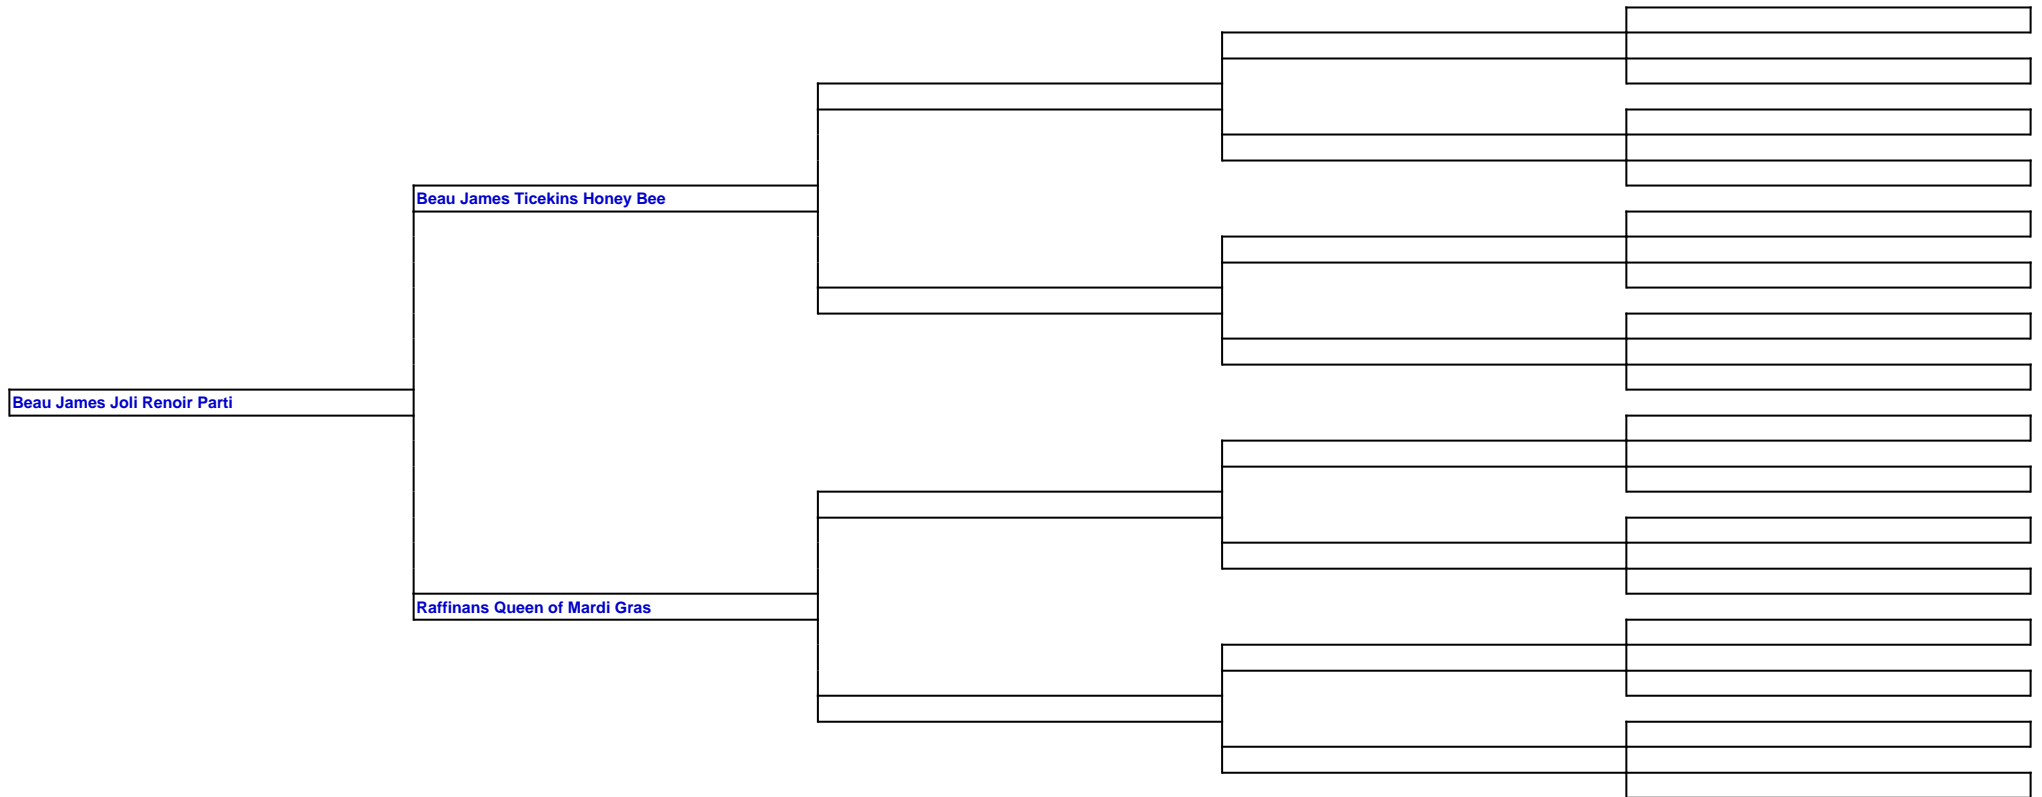 Beau James Ticekins Honey Bee
Beau James Joli Renoir Parti
Raffinans Queen of Mardi Gras